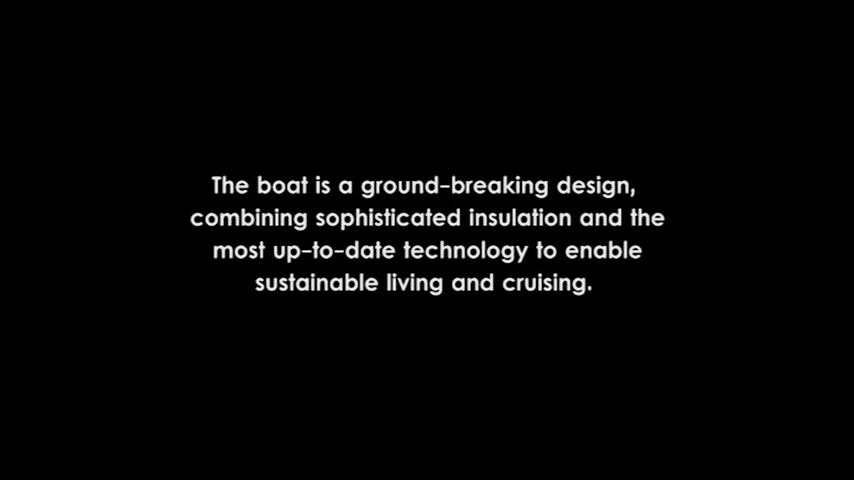 The boat is a ground-breaking design,
combining sophisticated insulation and the
most up-to-date technology to enable
sustainable living and cruising.